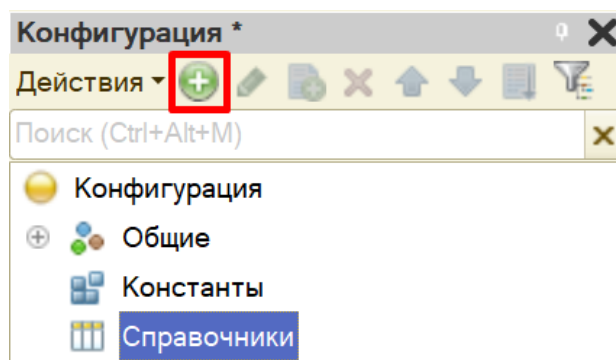 Конфигурация *
Действия
Поиск (Ctrl+Alt+M)
Конфигурация
Общие
Константы
Справочники